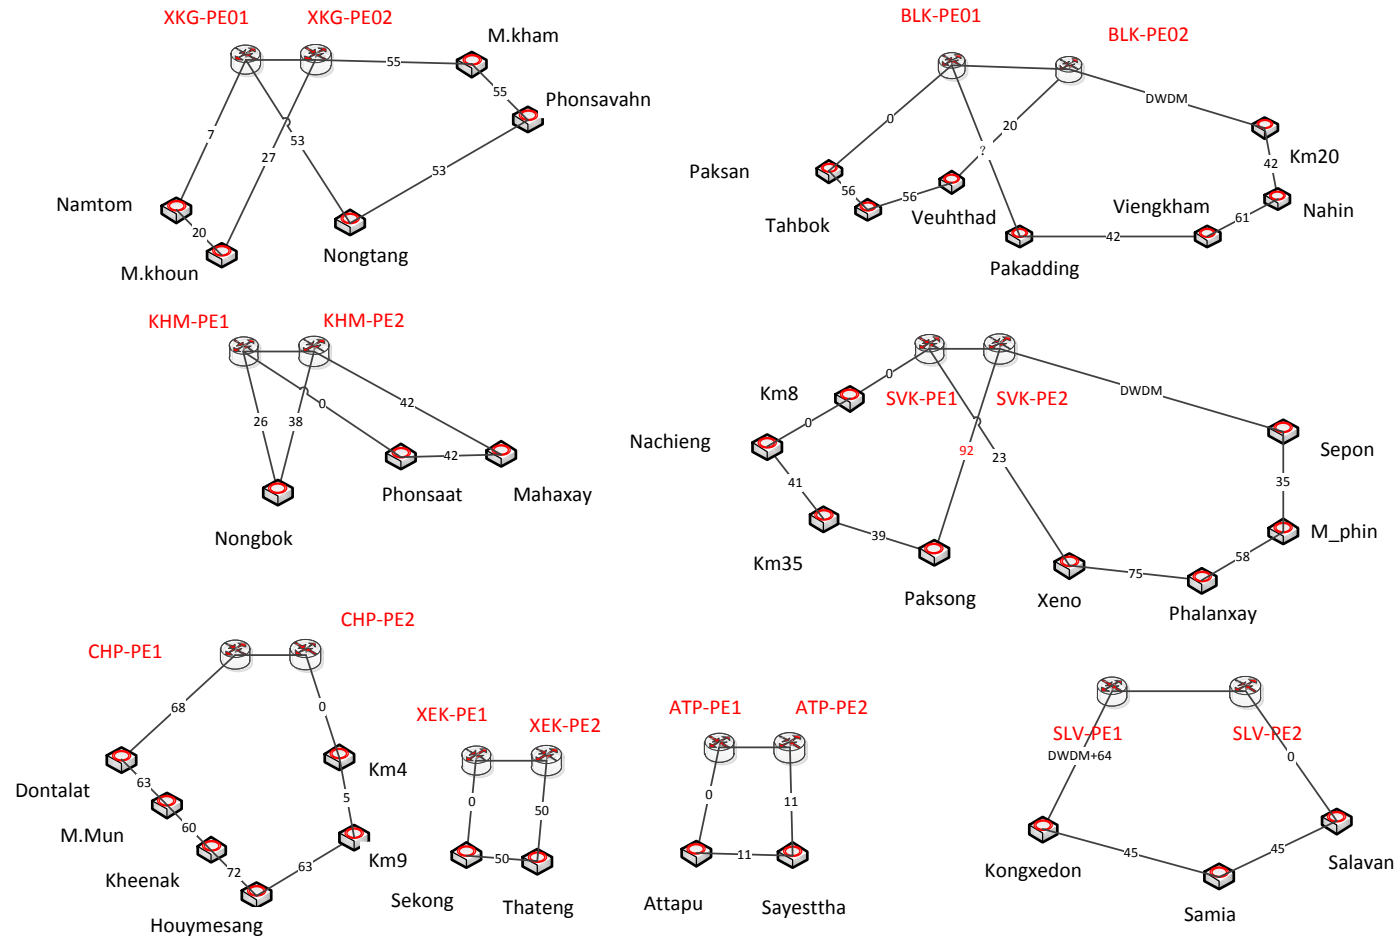 XKG-PE01
XKG-PE02
M.kham
55
55
Phonsavahn
7
53
27
53
Namtom
20
M.khoun
Nongtang
BLK-PE01
BLK-PE02
DWDM
0
20
?
Km20
42
Paksan
56
56
Tahbok
Veuhthad
Viengkham
Nahin
61
42
Pakadding
KHM-PE1
KHM-PE2
0
42
26
38
42
Phonsaat
Mahaxay
Nongbok
0
Km8
SVK-PE1
SVK-PE2
DWDM
0
Nachieng
92
23
Sepon
41
35
39
M_phin
Km35
58
75
Paksong
Xeno
Phalanxay
CHP-PE2
CHP-PE1
68
0
Km4
63
Dontalat
5
M.Mun
60
Km9
Kheenak
72
63
Houymesang
XEK-PE1
XEK-PE2
0
50
50
Sekong
Thateng
ATP-PE1
ATP-PE2
0
11
11
Attapu
Sayesttha
SLV-PE1
SLV-PE2
DWDM+64
0
45
45
Kongxedon
Salavan
Samia